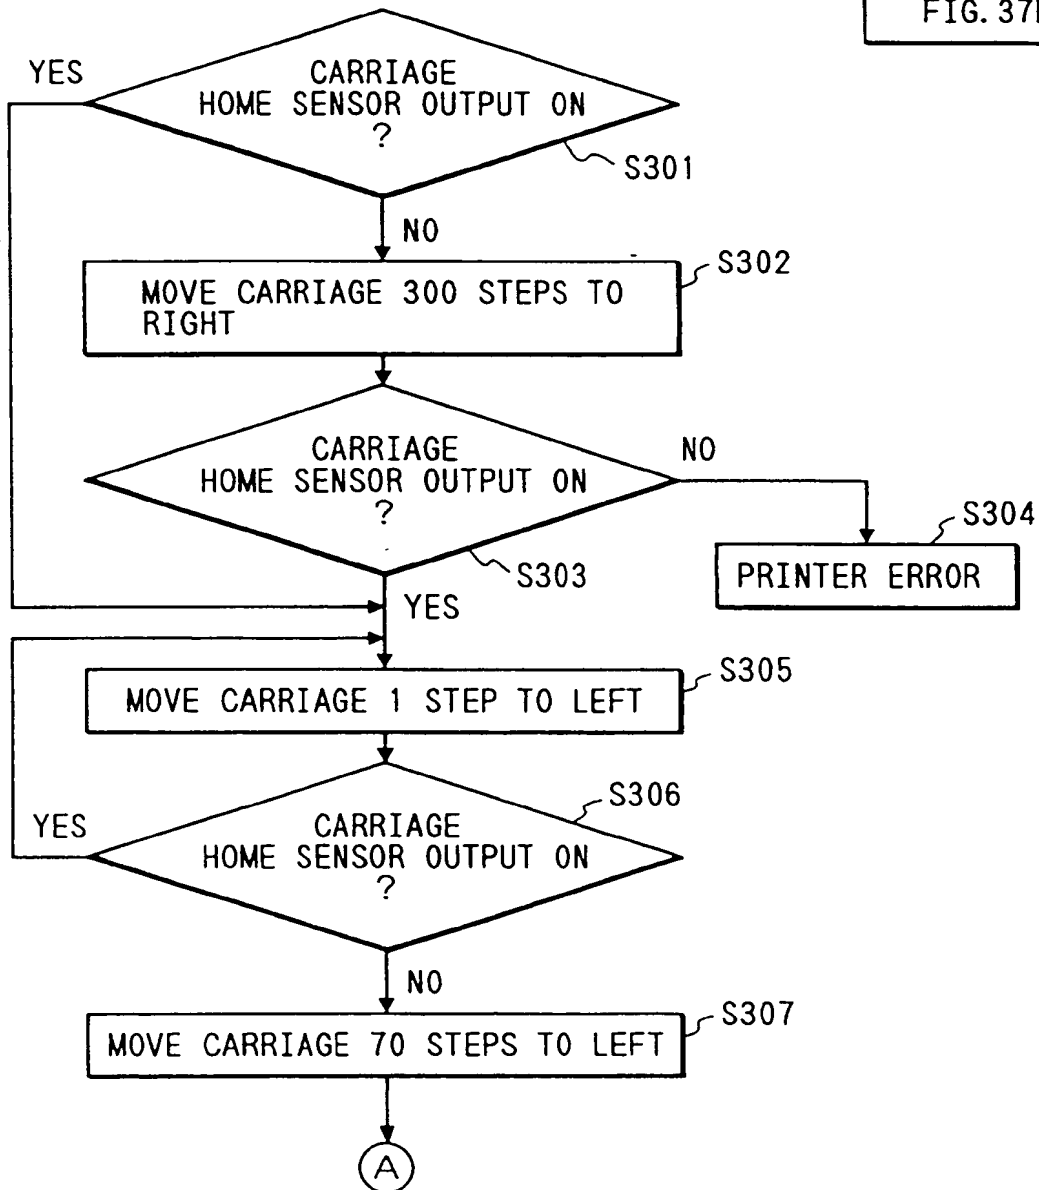 FIG. 37
YES
CARRIAGE
HOME SENSOR OUTPUT ON
?
S301
NO
S302
MOVE CARRIAGE 300 STEPS TO
RIGHT
CARRIAGE
HOME SENSOR OUTPUT ON
?
NO
S303
S304
PRINTER ERROR
YES
S305
MOVE CARRIAGE 1 STEP TO LEFT
S306
YES
CARRIAGE
HOME SENSOR OUTPUT ON
?
NO
S307
MOVE CARRIAGE 70 STEPS TO LEFT
A